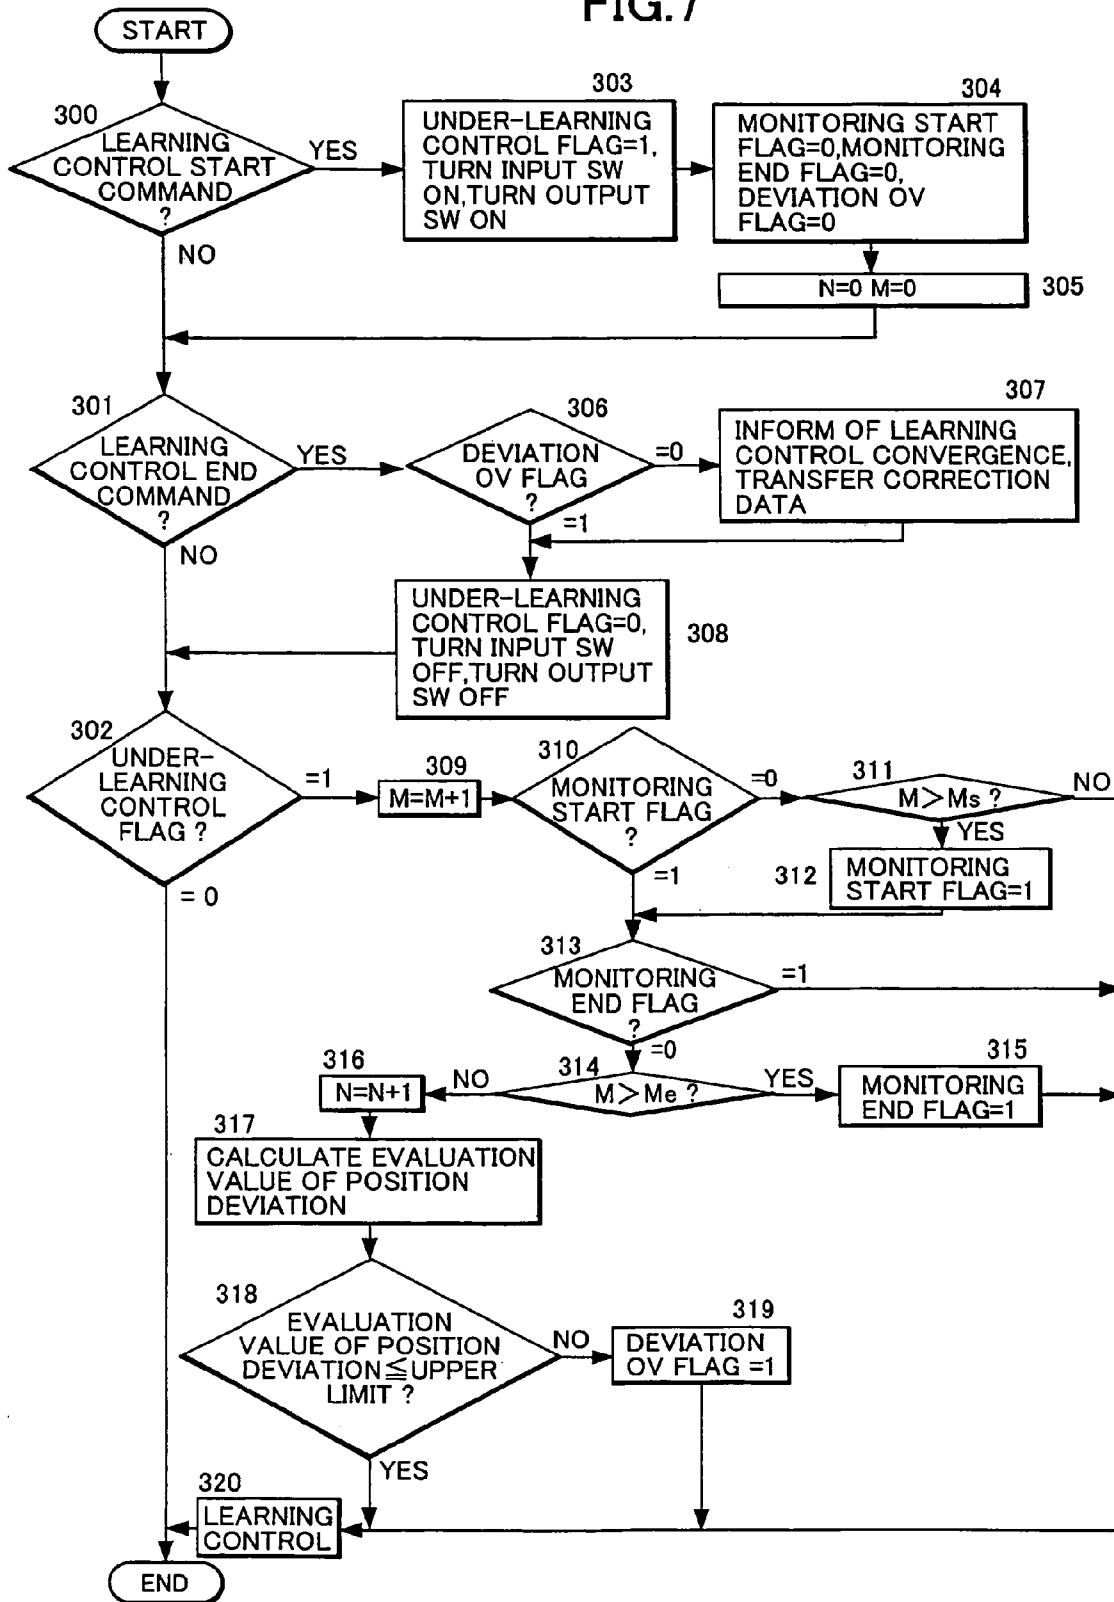 FIG.7
START
300
LEARNING
CONTROL START
COMMAND
?
YES
NO
303
UNDER-LEARNING
CONTROL FLAG=1,
TURN INPUT SW
ON,TURN OUTPUT
SW ON
304
MONITORING START
FLAG=0,MONITORING
END FLAG=0,
DEVIATION OV
FLAG=0
N=0 M=0
305
301
LEARNING
CONTROL END
COMMAND
?
YES
NO
306
DEVIATION
OV FLAG
?
=0
=1
307
INFORM OF LEARNING
CONTROL CONVERGENCE,
TRANSFER CORRECTION
DATA
UNDER-LEARNING
CONTROL FLAG=0,
TURN INPUT SW
OFF,TURN OUTPUT
SW OFF
308
302
UNDER-
LEARNING
CONTROL
FLAG ?
=1
= 0
309
M=M+1
310
MONITORING
START FLAG
?
=0
=1
311
M>Ms ?
NO
YES
312
MONITORING
START FLAG=1
313
MONITORING
END FLAG
?
=1
=0
314
M>Me ?
NO
YES
315
MONITORING
END FLAG=1
316
N=N+1
317
CALCULATE EVALUATION
VALUE OF POSITION
DEVIATION
318
EVALUATION
VALUE OF POSITION
DEVIATION≦UPPER
LIMIT ?
NO
YES
319
DEVIATION
OV FLAG =1
320
LEARNING
CONTROL
END